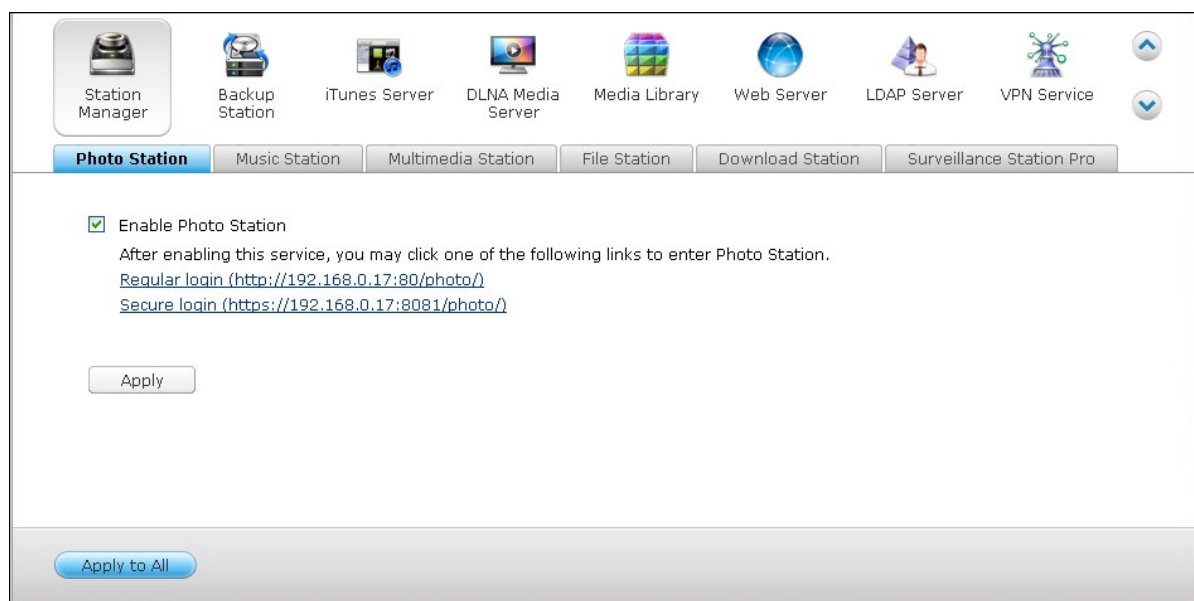 Station Manager
Backup Station
iTunes Server
DLNA Media Server
Media Library
Web Server
LDAP Server
VPN Service
Photo Station
Music Station
Multimedia Station
File Station
Download Station
Surveillance Station Pro
Enable Photo Station
After enabling this service, you may click one of the following links to enter Photo Station.
Regular login (http://192.168.0.17:80/photo/)
Secure login (https://192.168.0.17:8081/photo/)
Apply
Apply to All